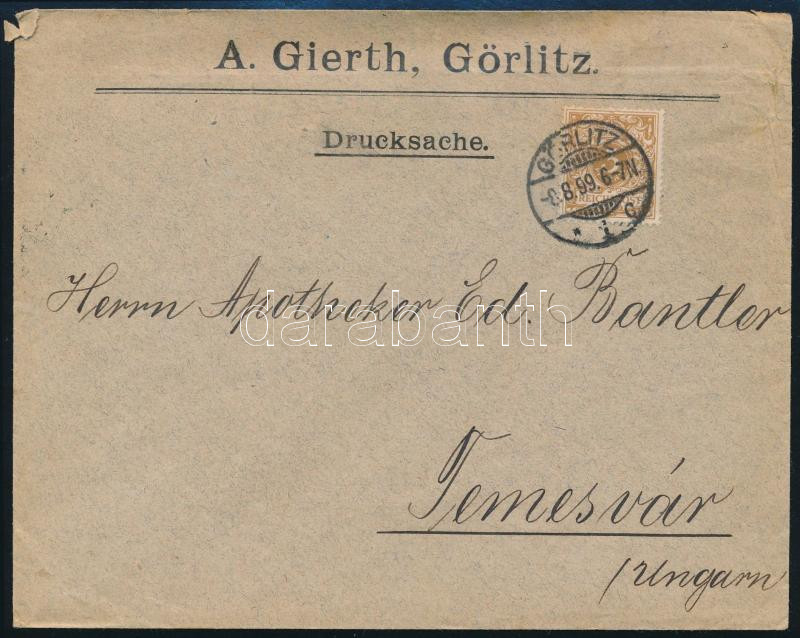 A. Gierth, Görlitz.
Drucksache.
GÖRLITZ
8.99.6-7N.
Herrn Apotheker Ed. Bantler
darabanth
Temesvár
/Ungarn